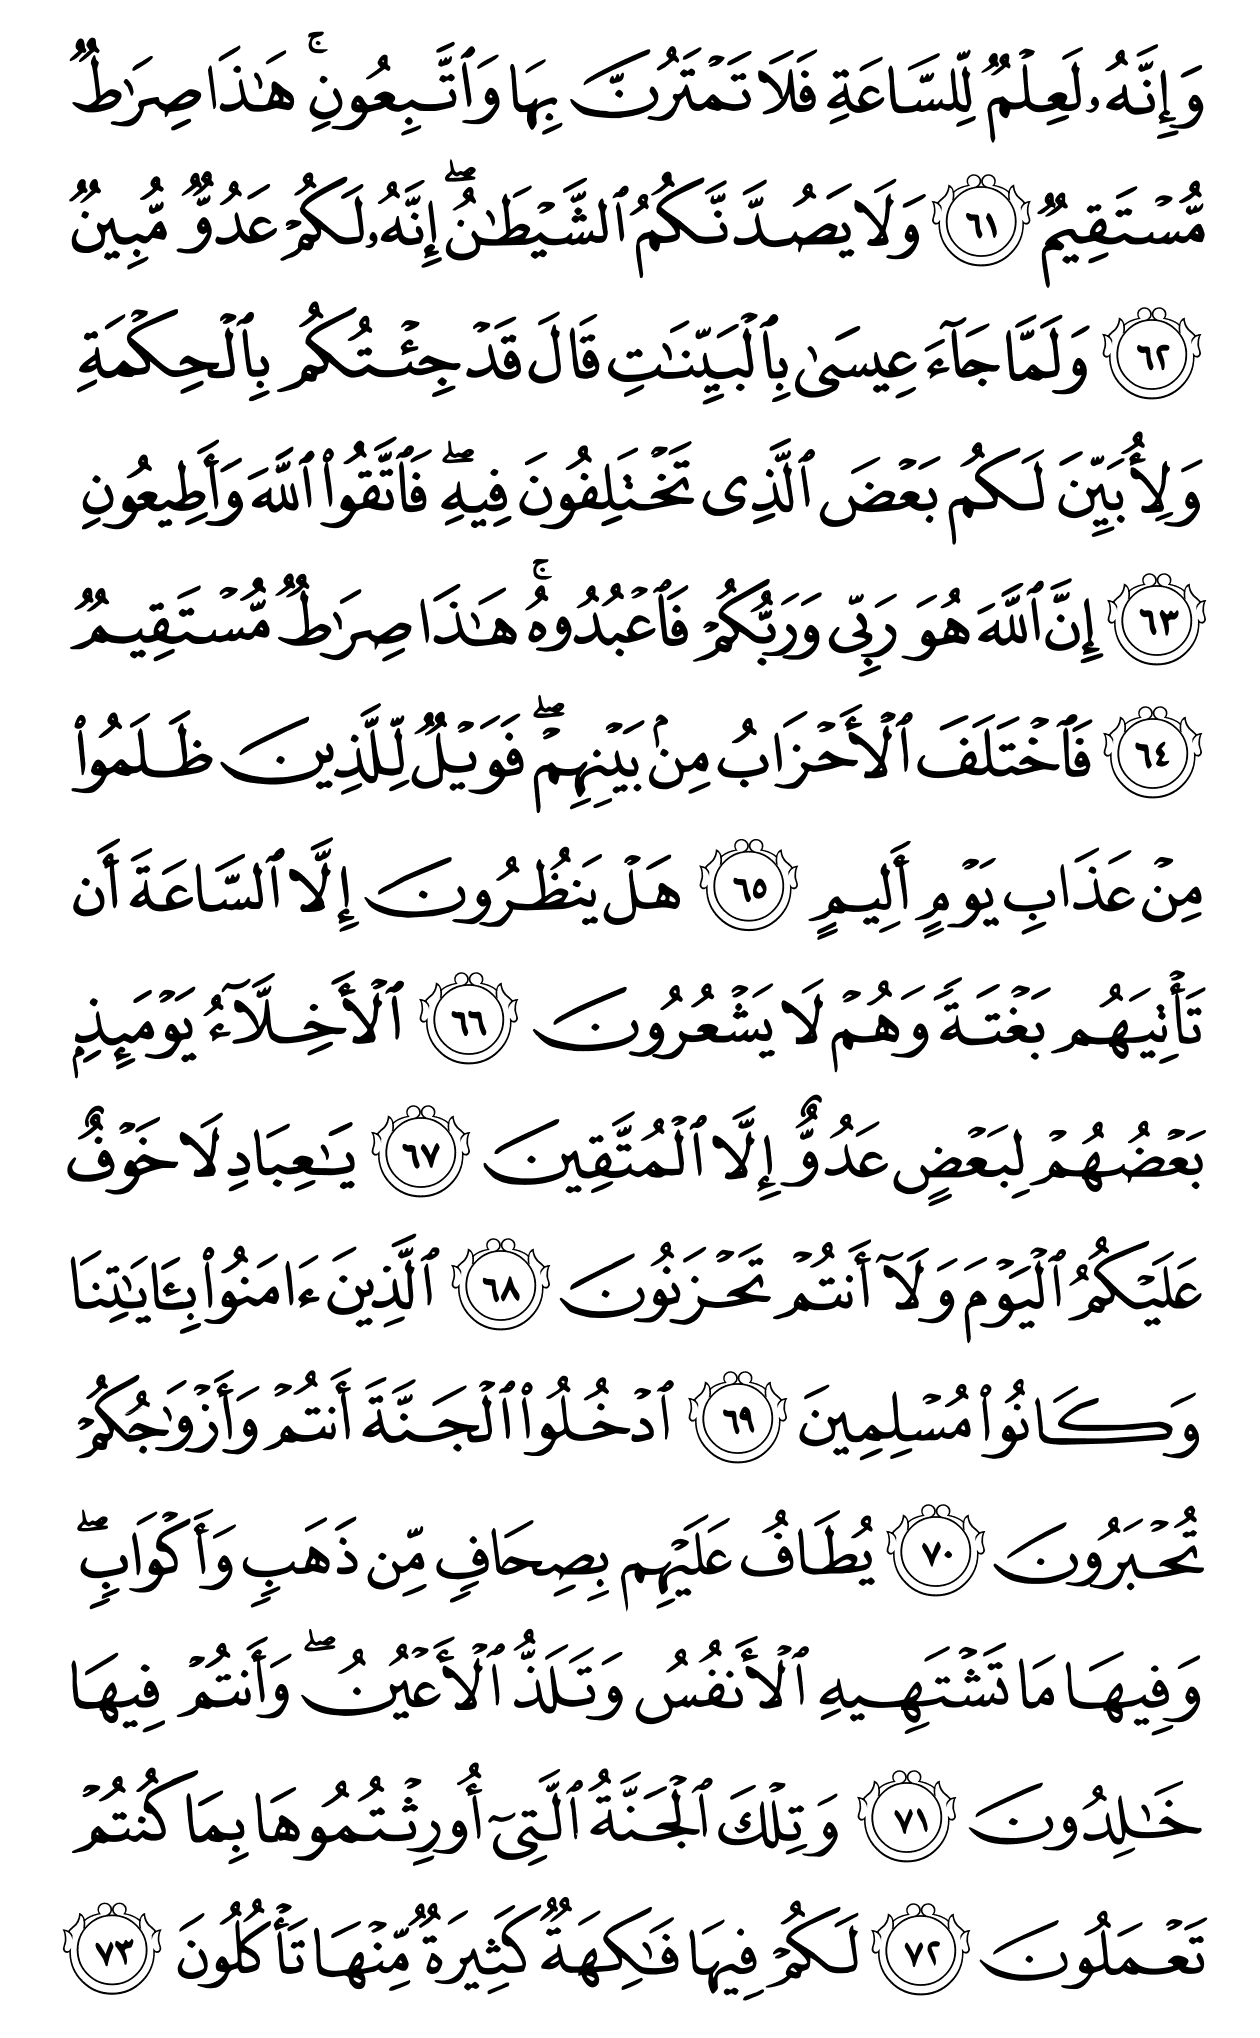 وَإِنَّهُۥ لَعِلْمٌ لِّلسَّاعَةِ فَلَا تَمْتَرُنَّ بِهَا وَٱتَّبِعُونِ ۚ هَـٰذَا صِرَٰطٌ
مُّسْتَقِيمٌ ٦١ وَلَا يَصُدَّنَّكُمُ ٱلشَّيْطَـٰنُ ۖ إِنَّهُۥ لَكُمْ عَدُوٌّ مُّبِينٌ
٦٢ وَلَمَّا جَآءَ عِيسَىٰ بِٱلْبَيِّنَـٰتِ قَالَ قَدْ جِئْتُكُم بِٱلْحِكْمَةِ
وَلِأُبَيِّنَ لَكُم بَعْضَ ٱلَّذِى تَخْتَلِفُونَ فِيهِ ۖ فَٱتَّقُوا۟ ٱللَّهَ وَأَطِيعُونِ
٦٣ إِنَّ ٱللَّهَ هُوَ رَبِّى وَرَبُّكُمْ فَٱعْبُدُوهُ ۚ هَـٰذَا صِرَٰطٌ مُّسْتَقِيمٌ
٦٤ فَٱخْتَلَفَ ٱلْأَحْزَابُ مِنۢ بَيْنِهِمْ ۖ فَوَيْلٌ لِّلَّذِينَ ظَلَمُوا۟
مِنْ عَذَابِ يَوْمٍ أَلِيمٍ ٦٥ هَلْ يَنظُرُونَ إِلَّا ٱلسَّاعَةَ أَن
تَأْتِيَهُم بَغْتَةً وَهُمْ لَا يَشْعُرُونَ ٦٦ ٱلْأَخِلَّآءُ يَوْمَئِذٍۭ
بَعْضُهُمْ لِبَعْضٍ عَدُوٌّ إِلَّا ٱلْمُتَّقِينَ ٦٧ يَـٰعِبَادِ لَا خَوْفٌ
عَلَيْكُمُ ٱلْيَوْمَ وَلَآ أَنتُمْ تَحْزَنُونَ ٦٨ ٱلَّذِينَ ءَامَنُوا۟ بِـَٔايَـٰتِنَا
وَكَانُوا۟ مُسْلِمِينَ ٦٩ ٱدْخُلُوا۟ ٱلْجَنَّةَ أَنتُمْ وَأَزْوَٰجُكُمْ
تُحْبَرُونَ ٧٠ يُطَافُ عَلَيْهِم بِصِحَافٍ مِّن ذَهَبٍ وَأَكْوَابٍ ۖ
وَفِيهَا مَا تَشْتَهِيهِ ٱلْأَنفُسُ وَتَلَذُّ ٱلْأَعْيُنُ ۖ وَأَنتُمْ فِيهَا
خَـٰلِدُونَ ٧١ وَتِلْكَ ٱلْجَنَّةُ ٱلَّتِىٓ أُورِثْتُمُوهَا بِمَا كُنتُمْ
تَعْمَلُونَ ٧٢ لَكُمْ فِيهَا فَـٰكِهَةٌ كَثِيرَةٌ مِّنْهَا تَأْكُلُونَ ٧٣